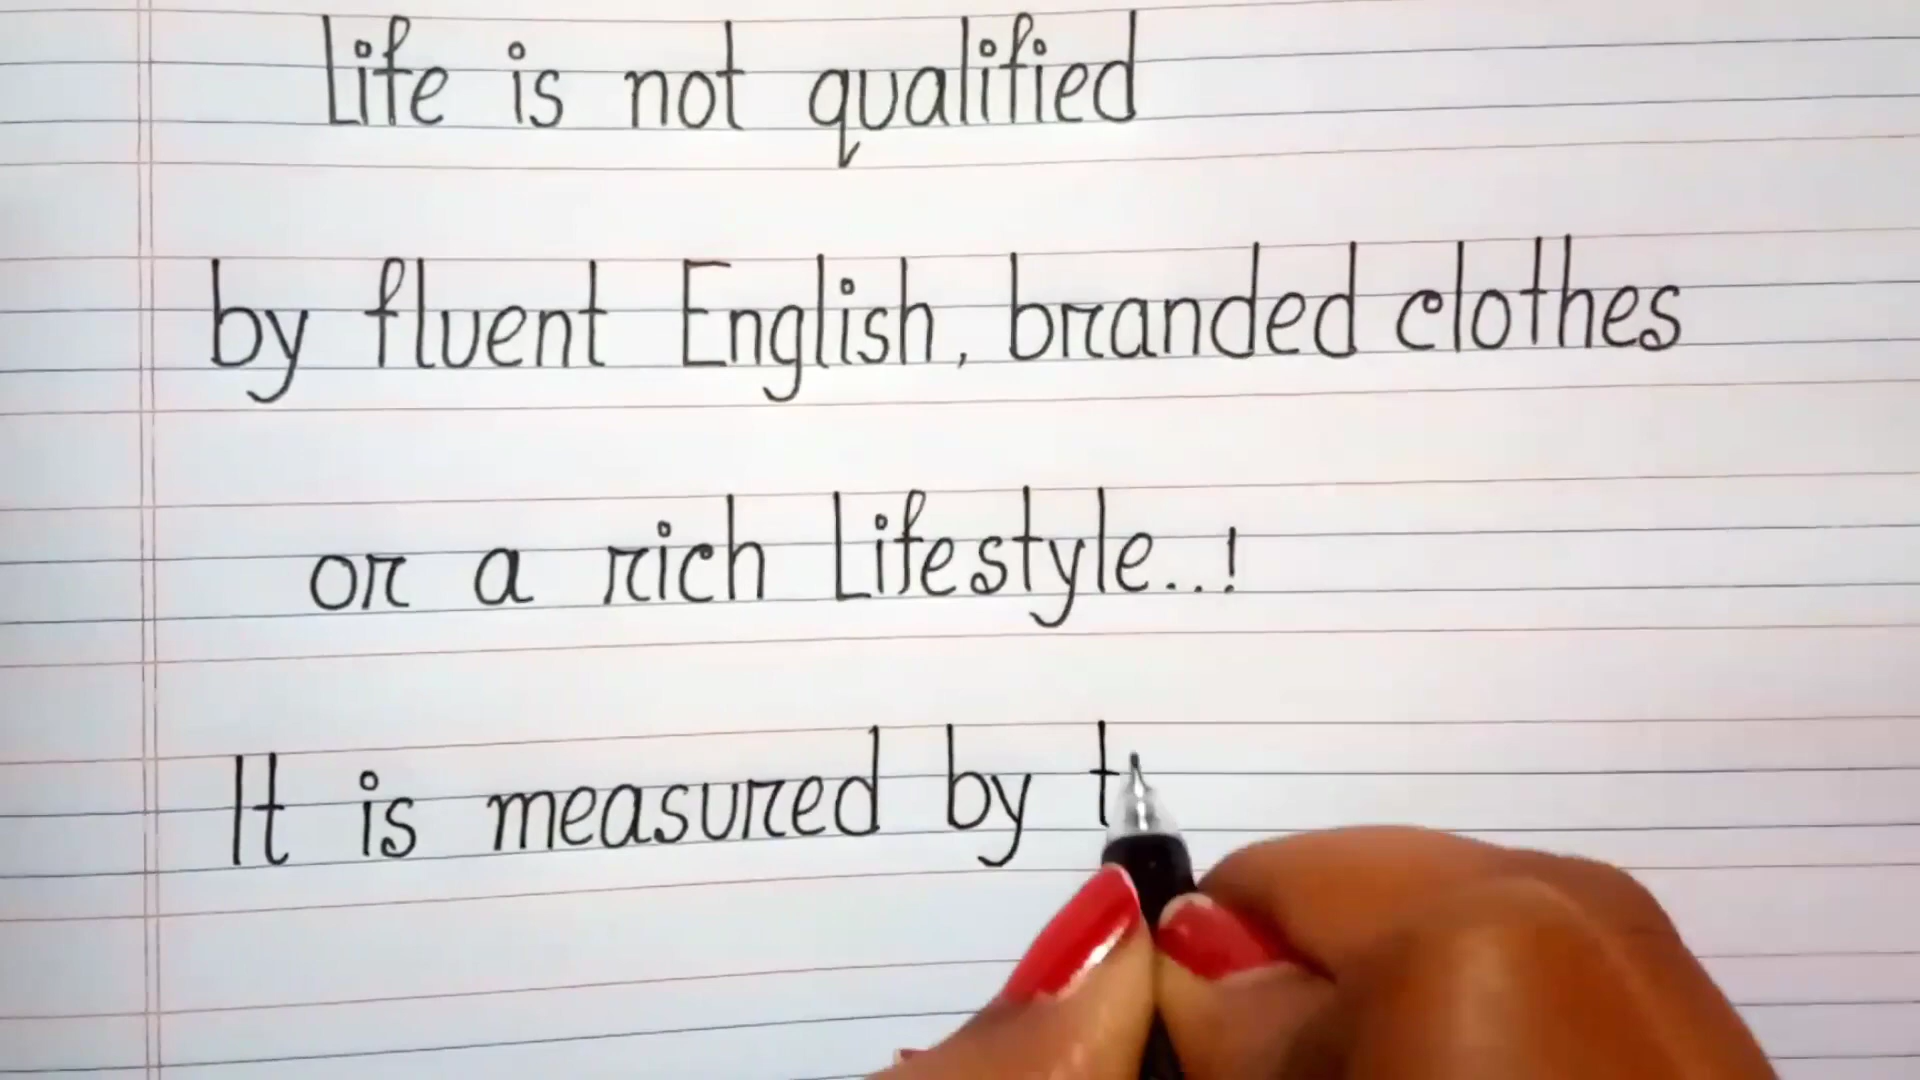 Life is not qualified
by fluent English, branded clothes
or a rich Lifestyle..!
It is measured by t